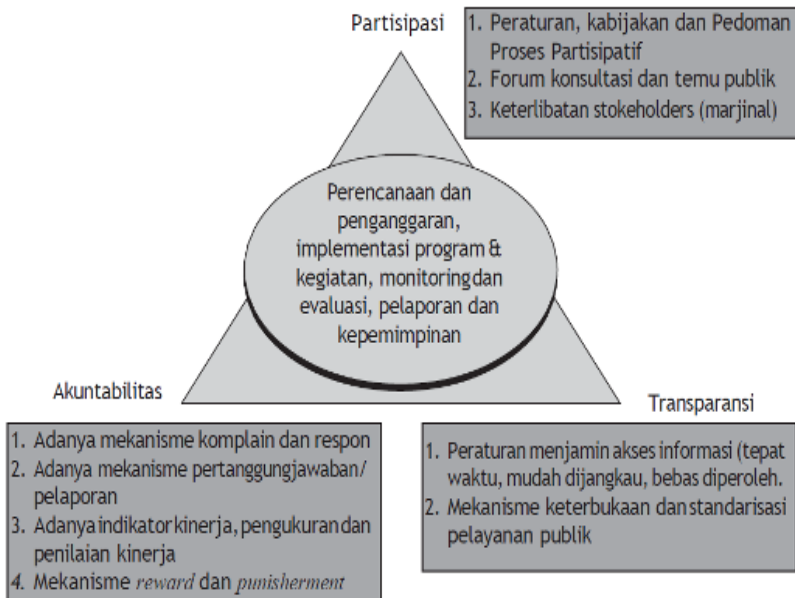 Partisipasi
1. Peraturan, kabijakan dan Pedoman
Proses Partisipatif
2. Forum konsultasi dan temu publik
3. Keterlibatan stokeholders (marjinal)
Perencanaan dan
penganggaran,
implementasi program &
kegiatan, monitoring dan
evaluasi, pelaporan dan
kepemimpinan
Akuntabilitas
1. Adanya mekanisme komplain dan respon
2. Adanya mekanisme pertanggungjawaban/
pelaporan
3. Adanya indikator kinerja, pengukuran dan
penilaian kinerja
4. Mekanisme reward dan punisherment
Transparansi
1. Peraturan menjamin akses informasi (tepat
waktu, mudah dijangkau, bebas diperoleh.
2. Mekanisme keterbukaan dan standarisasi
pelayanan publik